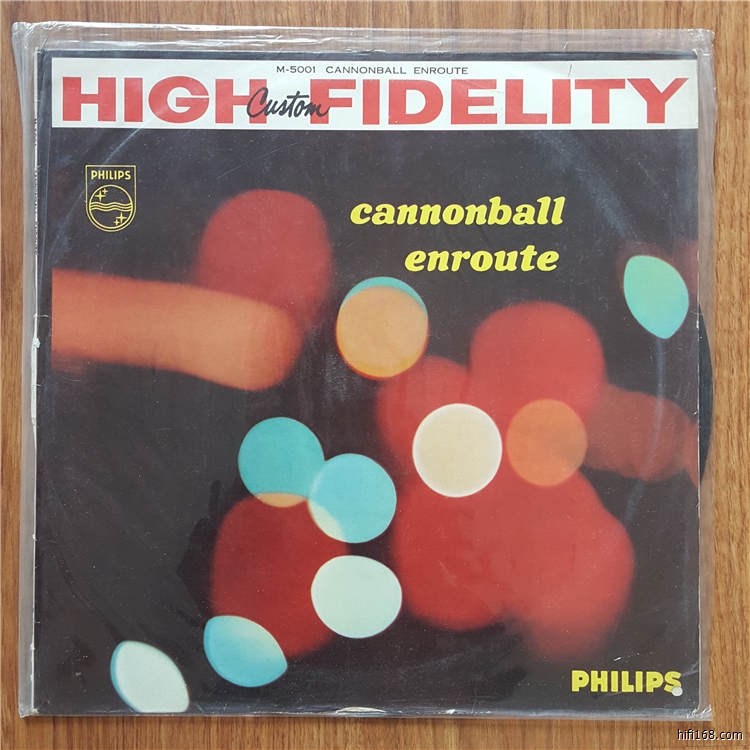 M-5001 CANNONBALL ENROUTE
HIGH Custom FIDELITY
PHILIPS
cannonball
enroute
PHILIPS
hifi168.com